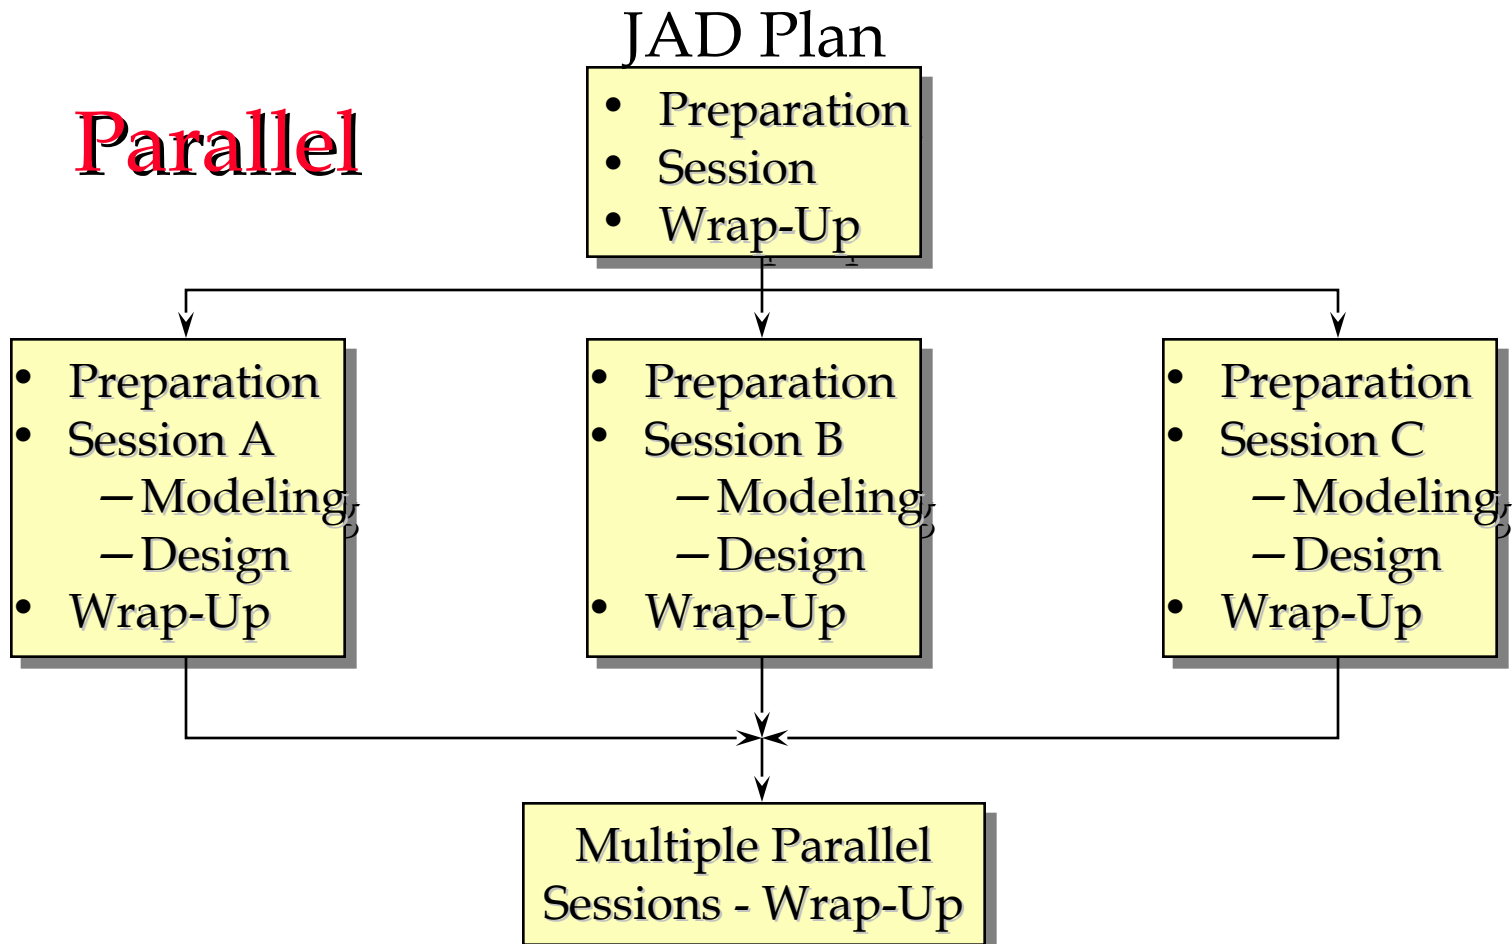 JAD Plan
Parallel
• Preparation
• Session
• Wrap-Up
• Preparation
• Session A
– Modeling
– Design
• Wrap-Up
• Preparation
• Session B
– Modeling
– Design
• Wrap-Up
• Preparation
• Session C
– Modeling
– Design
• Wrap-Up
Multiple Parallel
Sessions - Wrap-Up